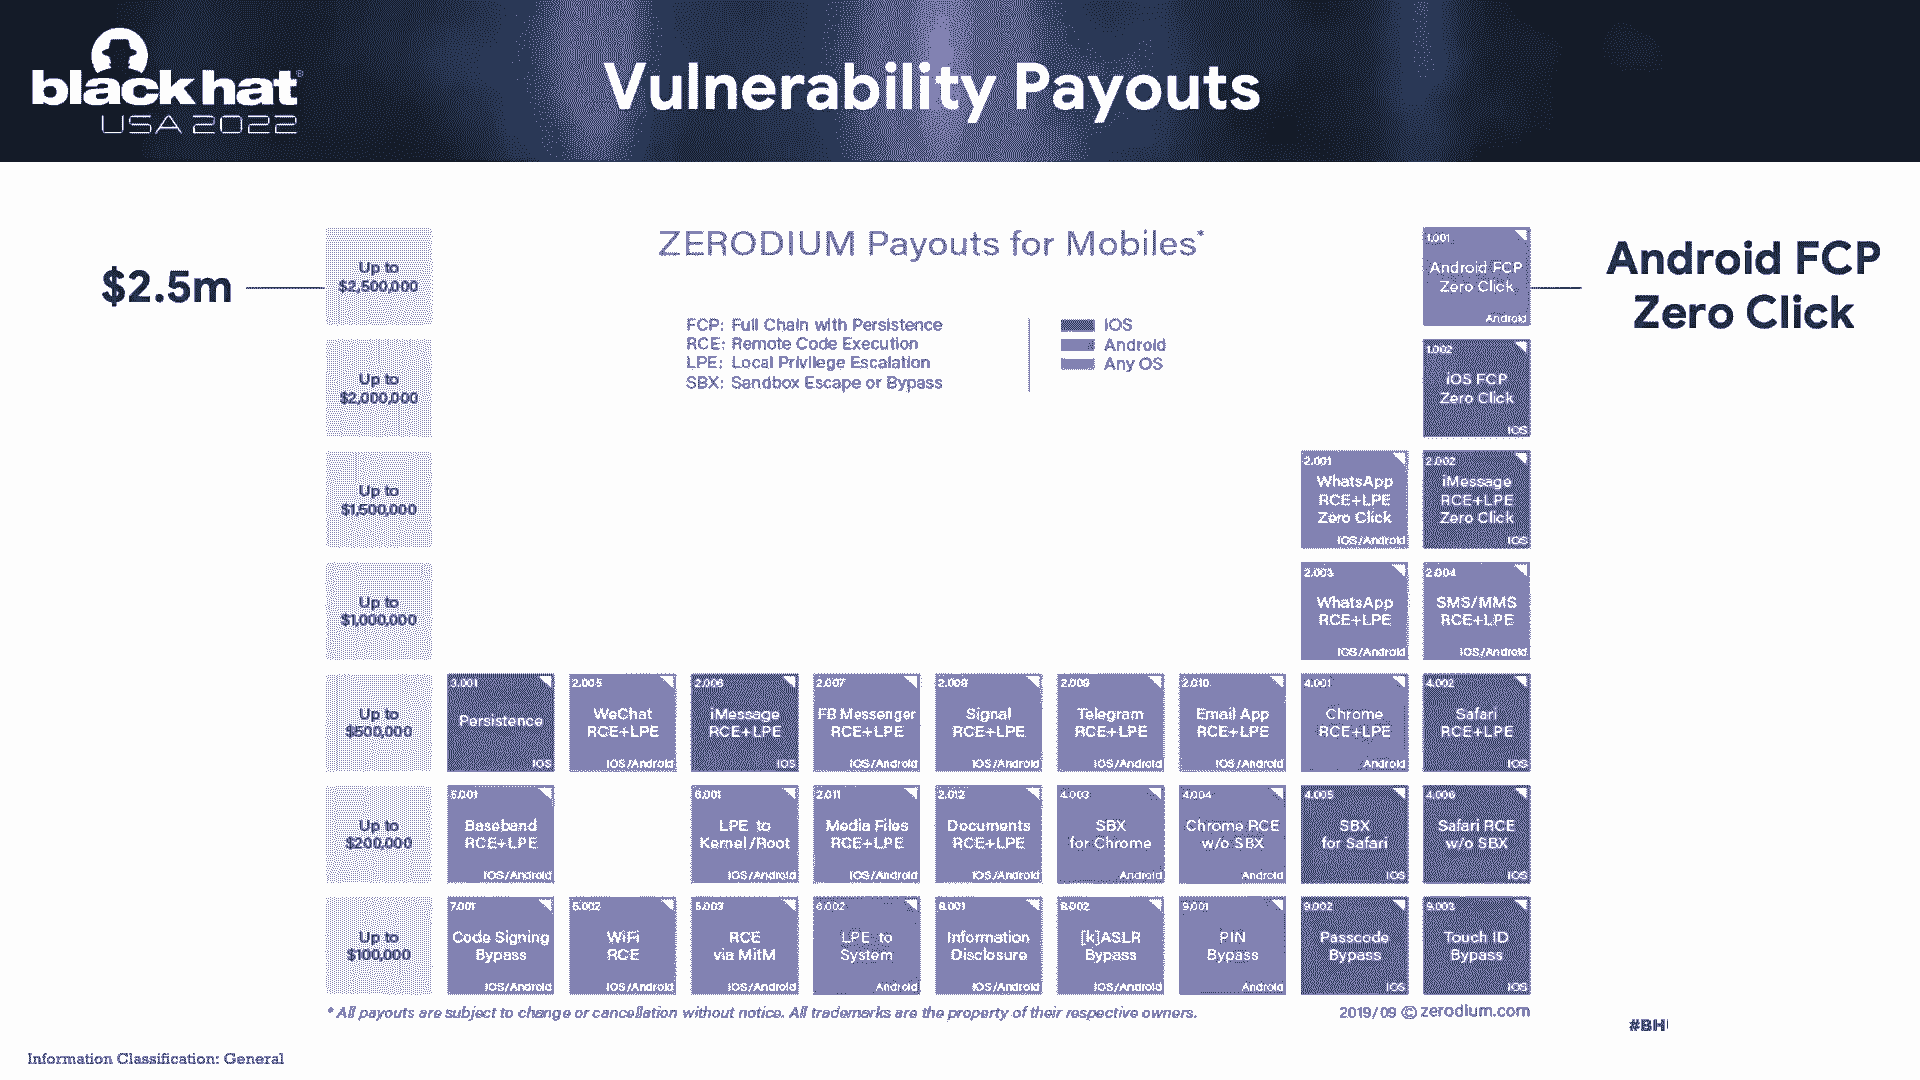 black hat®
USA 2022
Vulnerability Payouts
ZERODIUM Payouts for Mobiles*
$2.5m
Up to
$2,500,000
1.001
Android FCP
Zero Click
Android
Android FCP
Zero Click
FCP: Full Chain with Persistence
RCE: Remote Code Execution
LPE: Local Privilege Escalation
SBX: Sandbox Escape or Bypass
iOS
Android
Any OS
Up to
$2,000,000
1.002
iOS FCP
Zero Click
iOS
Up to
$1,500,000
2.001
WhatsApp
RCE+LPE
Zero Click
iOS/Android
2.002
iMessage
RCE+LPE
Zero Click
iOS
Up to
$1,000,000
2.003
WhatsApp
RCE+LPE
iOS/Android
2.004
SMS/MMS
RCE+LPE
iOS/Android
Up to
$500,000
3.001
Persistence
iOS
2.005
WeChat
RCE+LPE
iOS/Android
2.006
iMessage
RCE+LPE
iOS
2.007
FB Messenger
RCE+LPE
iOS/Android
2.008
Signal
RCE+LPE
iOS/Android
2.009
Telegram
RCE+LPE
iOS/Android
2.010
Email App
RCE+LPE
iOS/Android
4.001
Chrome
RCE+LPE
Android
4.002
Safari
RCE+LPE
iOS
Up to
$200,000
5.001
Baseband
RCE+LPE
iOS/Android
6.001
LPE to
Kernel/Root
iOS/Android
2.011
Media Files
RCE+LPE
iOS/Android
2.012
Documents
RCE+LPE
iOS/Android
4.003
SBX
for Chrome
Android
4.004
Chrome RCE
w/o SBX
Android
4.005
SBX
for Safari
iOS
4.006
Safari RCE
w/o SBX
iOS
Up to
$100,000
7.001
Code Signing
Bypass
iOS/Android
5.002
WiFi
RCE
iOS/Android
5.003
RCE
via MitM
iOS/Android
6.002
LPE to
System
Android
8.001
Information
Disclosure
iOS/Android
8.002
[k]ASLR
Bypass
iOS/Android
9.001
PIN
Bypass
Android
9.002
Passcode
Bypass
iOS
9.003
Touch ID
Bypass
iOS
* All payouts are subject to change or cancellation without notice. All trademarks are the property of their respective owners.
2019/09 © zerodium.com
#BH
Information Classification: General